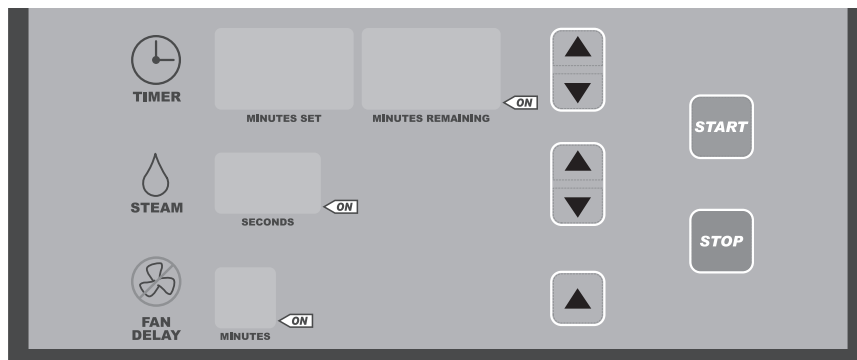 TIMER
MINUTES SET
MINUTES REMAINING
ON
START
STEAM
SECONDS
ON
STOP
FAN
DELAY
MINUTES
ON